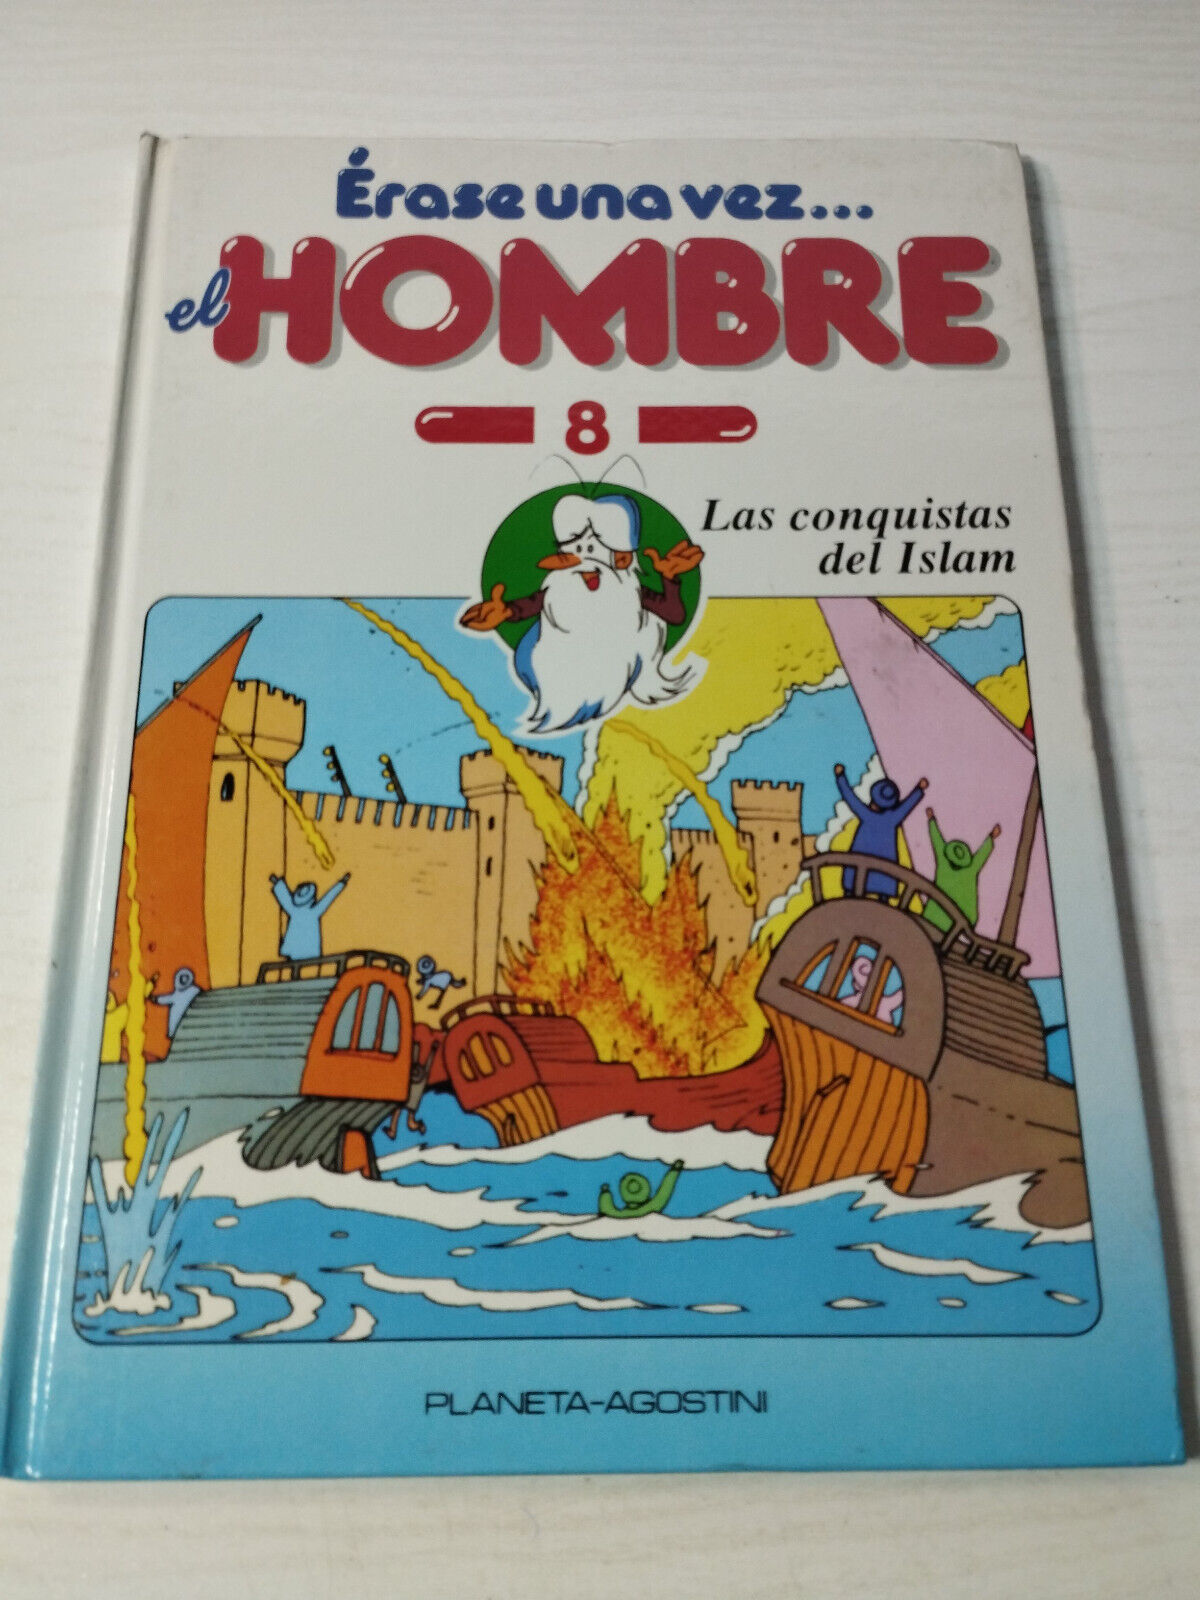 Érase una vez...
el HOMBRE
8
Las conquistas
del Islam
PLANETA-AGOSTINI